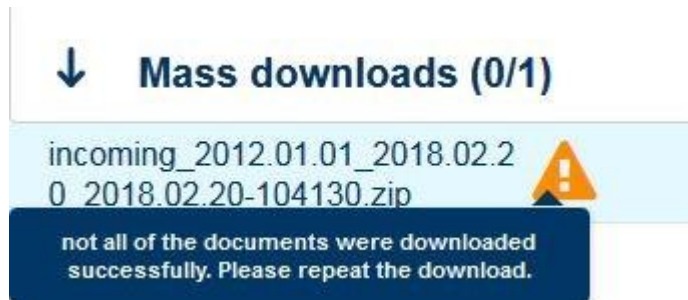 Mass downloads (0/1)
incoming_2012.01.01_2018.02.2
0_2018.02.20-104130.zip
not all of the documents were downloaded
successfully. Please repeat the download.